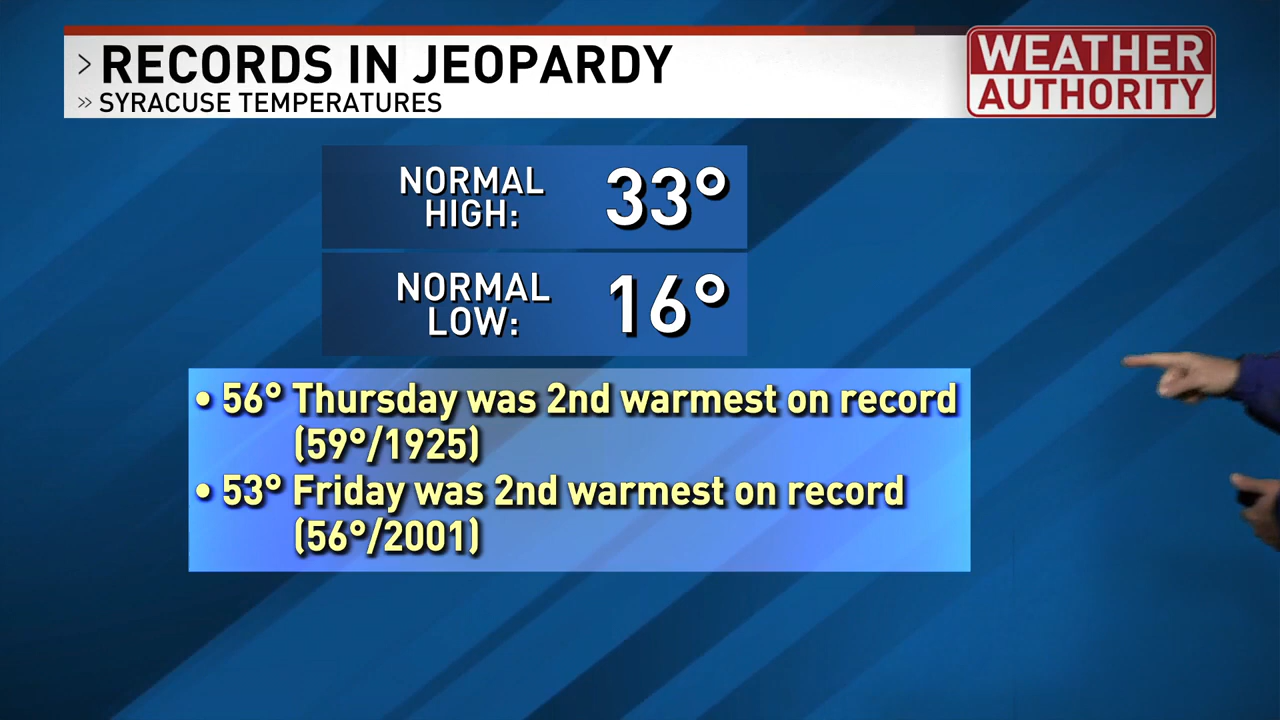 > RECORDS IN JEOPARDY
» SYRACUSE TEMPERATURES
WEATHER
AUTHORITY
NORMAL
HIGH:
33°
NORMAL
LOW:
16°
• 56° Thursday was 2nd warmest on record
(59°/1925)
• 53° Friday was 2nd warmest on record
(56°/2001)